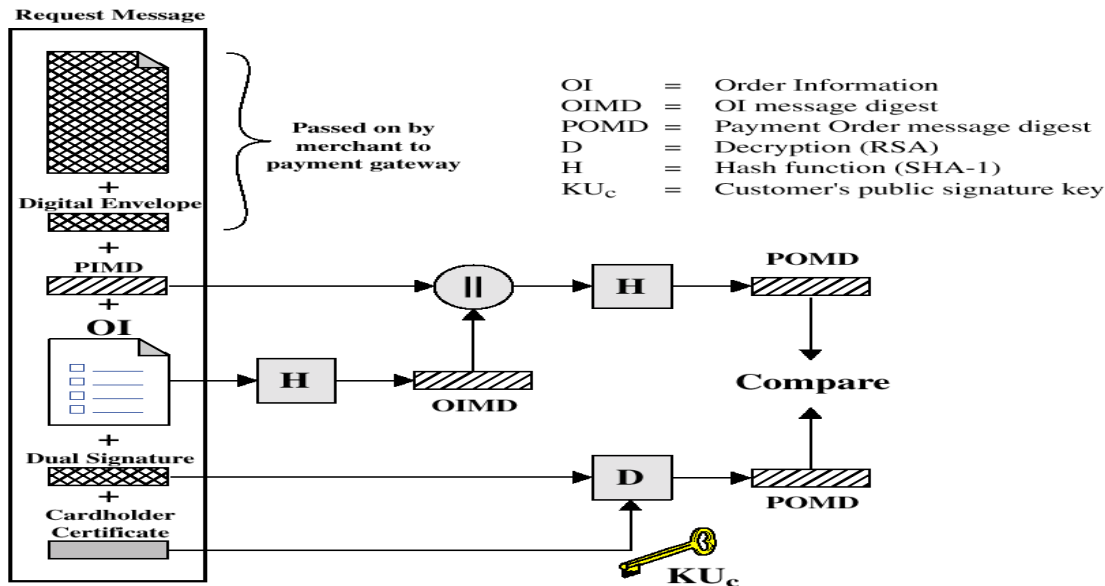 Request Message
Passed on by
merchant to
payment gateway
OI = Order Information
OIMD = OI message digest
POMD = Payment Order message digest
D = Decryption (RSA)
H = Hash function (SHA-1)
KUc = Customer's public signature key
+
Digital Envelope
+
PIMD
+
OI
||
H
POMD
H
OIMD
Compare
+
Dual Signature
+
D
POMD
Cardholder
Certificate
KUc